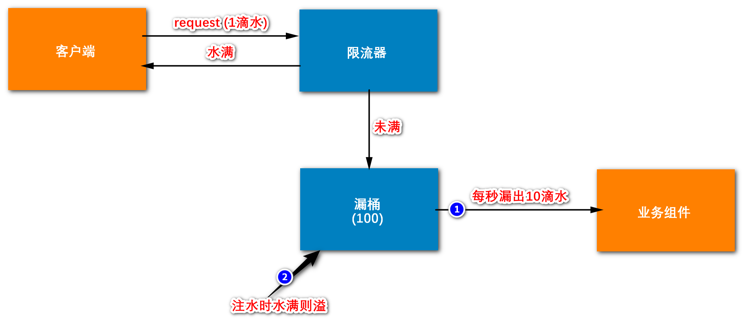 request (1滴水)
客户端
水满
限流器
未满
漏桶
(100)
1
每秒漏出10滴水
业务组件
2
注水时水满则溢